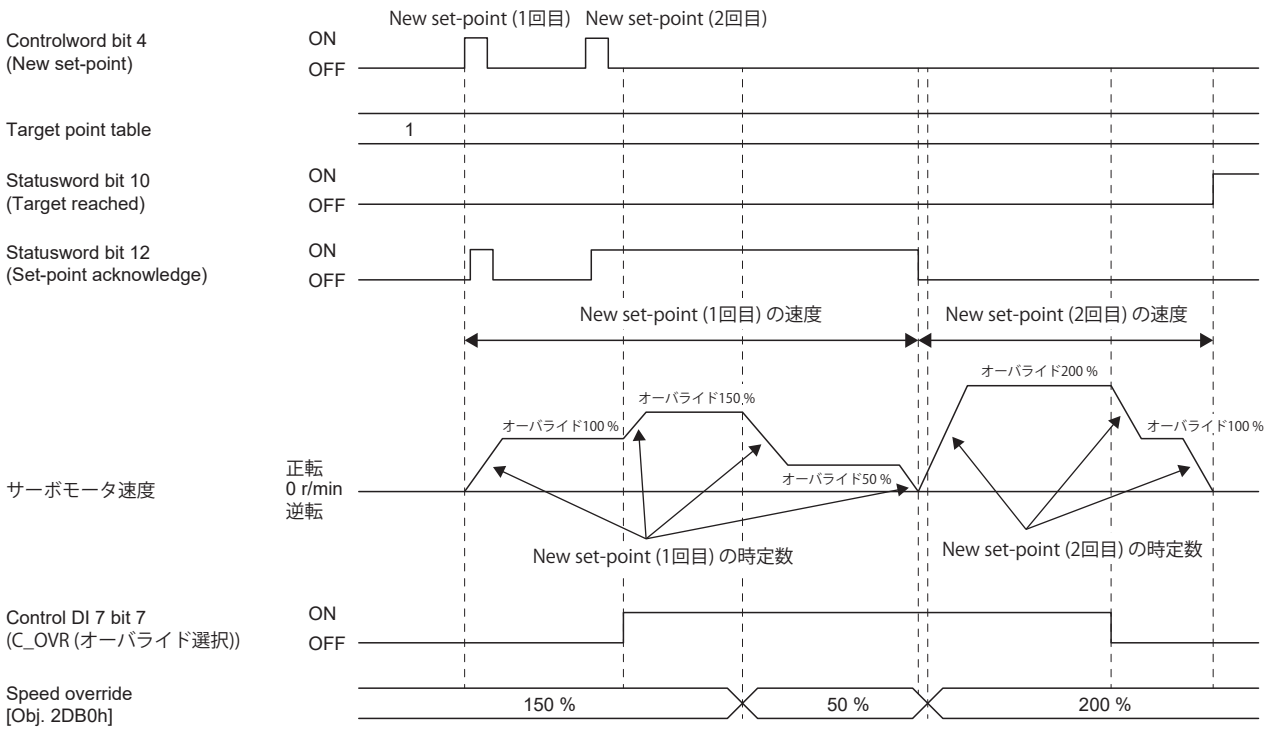 New set-point (1回目) New set-point (2回目)
Controlword bit 4
(New set-point)
ON
OFF
Target point table
1
Statusword bit 10
(Target reached)
ON
OFF
Statusword bit 12
(Set-point acknowledge)
ON
OFF
New set-point (1回目) の速度
New set-point (2回目) の速度
オーバライド200 %
オーバライド150 %
オーバライド100 %
オーバライド100 %
オーバライド50 %
サーボモータ速度
正転
0 r/min
逆転
New set-point (1回目) の時定数
New set-point (2回目) の時定数
Control DI 7 bit 7
(C_OVR (オーバライド選択))
ON
OFF
Speed override
[Obj. 2DB0h]
150 %
50 %
200 %